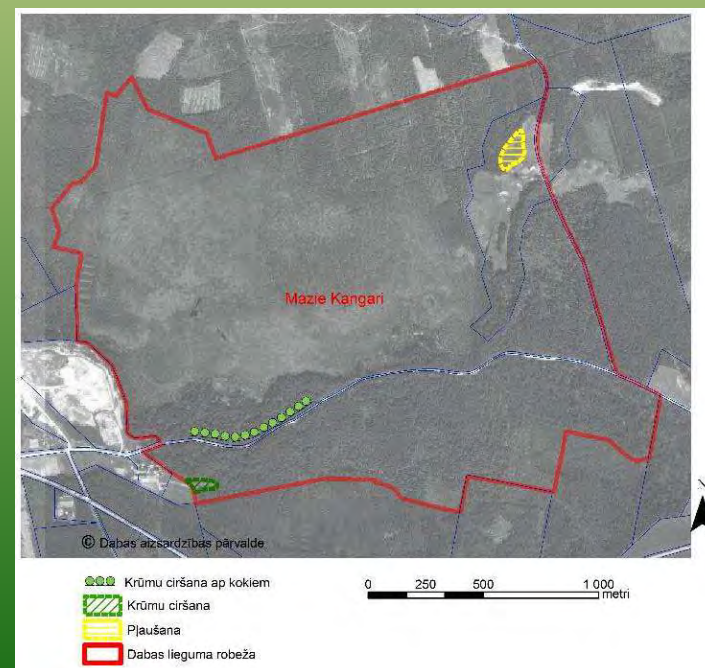 Mazie Kangari
N
© Dabas aizsardzības pārvalde
Krūmu ciršana ap kokiem
Krūmu ciršana
Pļaušana
Dabas lieguma robeža
0 250 500 1 000
metri